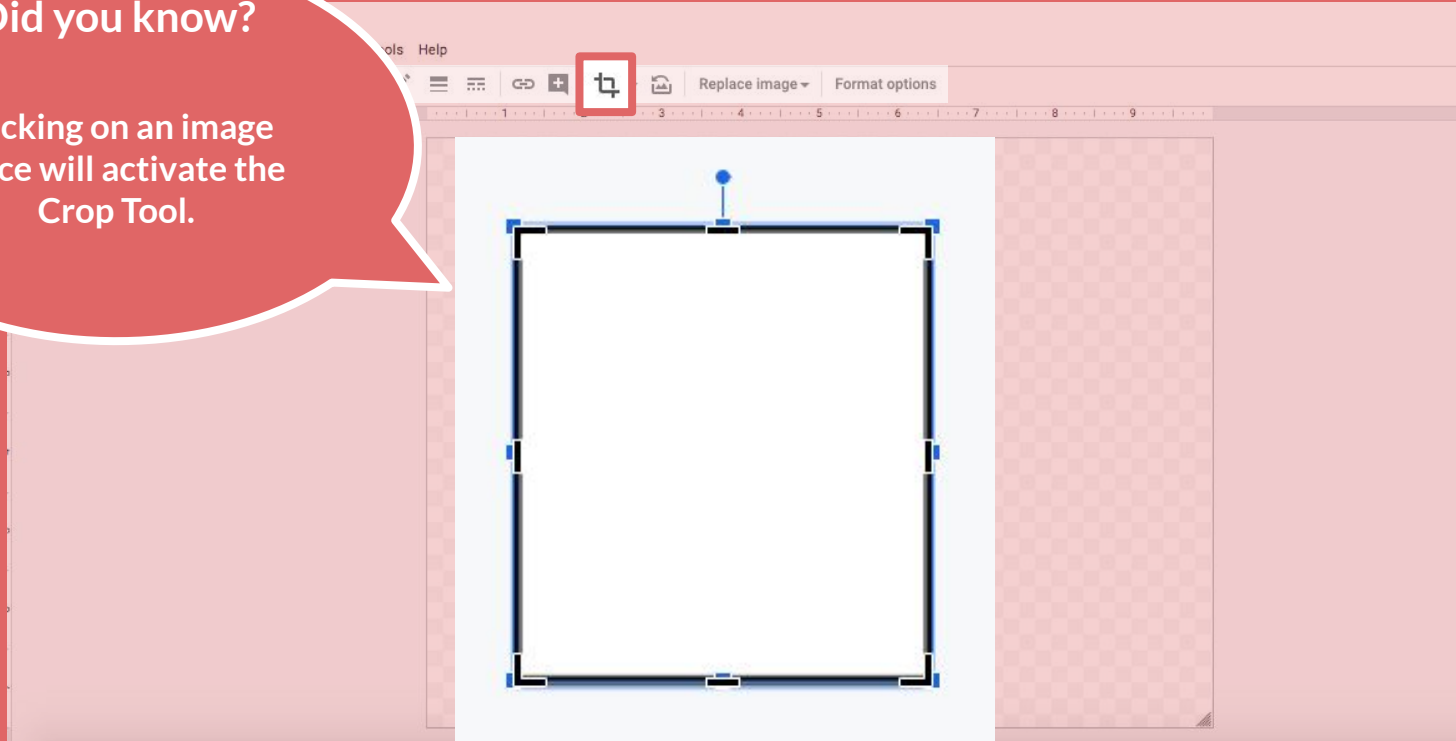 id you know?
cking on an image
ce will activate the
Crop Tool.
ols Help
Replace image Format options
1 2 3 4 5 6 7 8 9